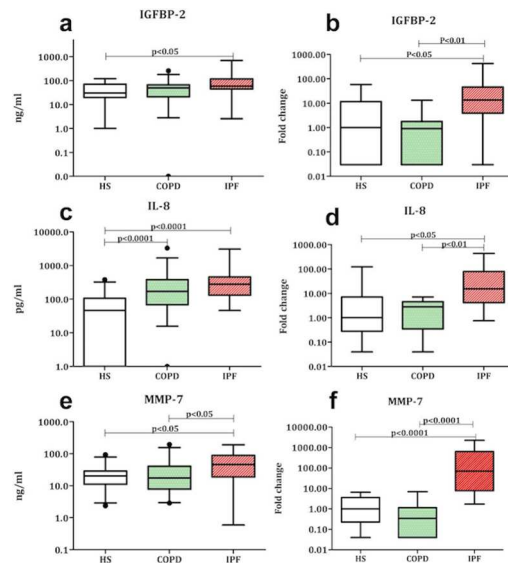 a
IGFBP-2
p<0.05
ng/ml
1000.0
100.0
10.0
1.0
0.1
0.0
HS
COPD
IPF
b
IGFBP-2
P<0.01
P<0.05
Fold change
1000.00
100.00
10.00
1.00
0.10
0.01
HS
COPD
IPF
c
IL-8
p<0.0001
p<0.0001
pg/ml
10000.0
1000.0
100.0
10.0
1.0
HS
COPD
IPF
d
IL-8
p<0.05
p<0.01
Fold change
1000.00
100.00
10.00
1.00
0.10
0.01
HS
COPD
IPF
e
MMP-7
p<0.05
p<0.05
ng/ml
1000.0
100.0
10.0
1.0
0.1
HS
COPD
IPF
f
MMP-7
p<0.0001
p<0.0001
Fold change
10000.00
1000.00
100.00
10.00
1.00
0.10
0.01
HS
COPD
IPF